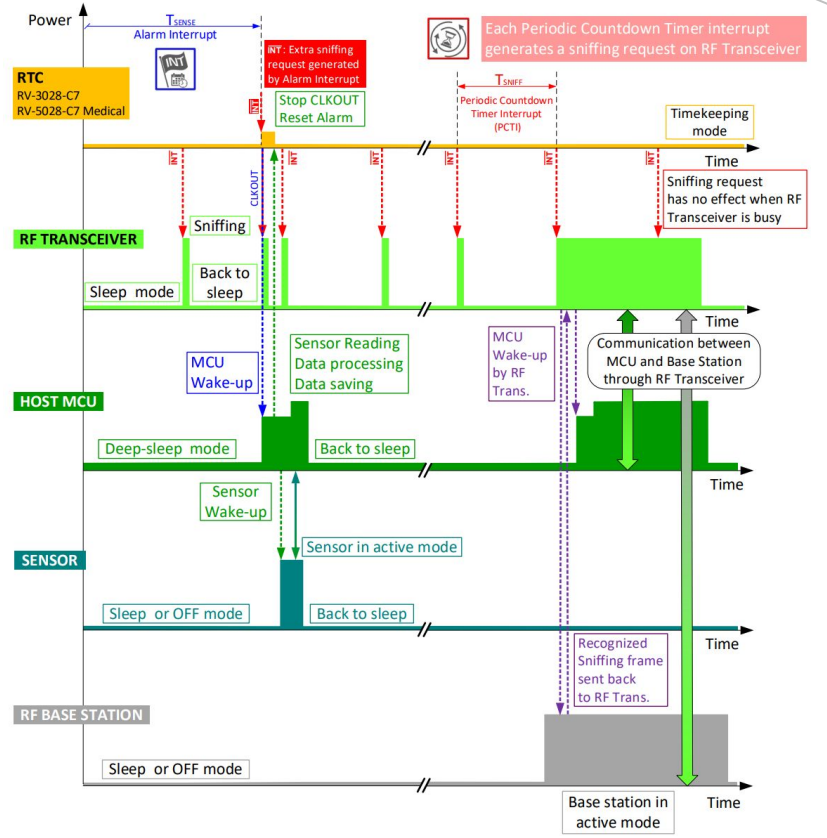 Power
T_SENSE
Alarm Interrupt
INT
INT: Extra sniffing
request generated
by Alarm Interrupt
Each Periodic Countdown Timer interrupt
generates a sniffing request on RF Transceiver
RTC
RV-3028-C7
RV-5028-C7 Medical
INT
Stop CLKOUT
Reset Alarm
T_SNIFF
Periodic Countdown
Timer Interrupt
(PCTI)
Timekeeping
mode
Time
INT
INT
INT
INT
INT
INT
CLKOUT
Sniffing request
has no effect when RF
Transceiver is busy
RF TRANSCEIVER
Sniffing
Back to
sleep
Sleep mode
Time
MCU
Wake-up
Sensor Reading
Data processing
Data saving
MCU
Wake-up
by RF
Trans.
Communication between
MCU and Base Station
through RF Transceiver
HOST MCU
Deep-sleep mode
Back to sleep
Time
Sensor
Wake-up
Sensor in active mode
SENSOR
Sleep or OFF mode
Back to sleep
Time
Recognized
Sniffing frame
sent back
to RF Trans.
RF BASE STATION
Sleep or OFF mode
Base station in
active mode
Time